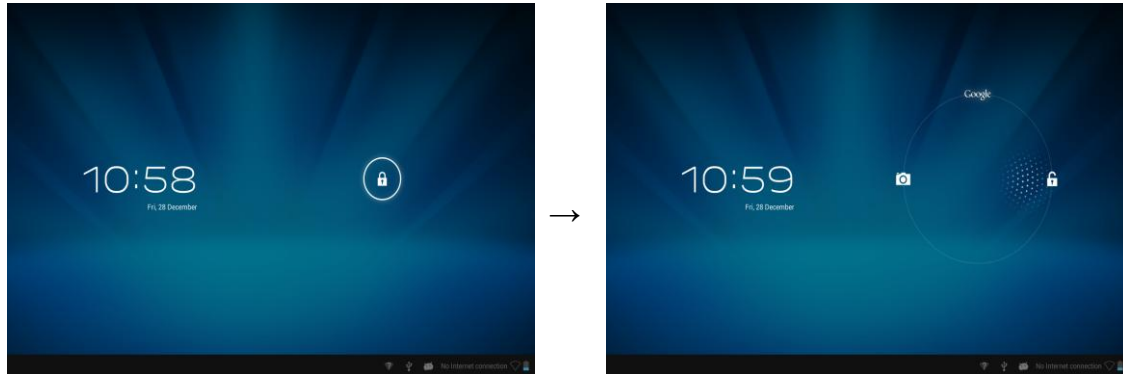 10:58
Fri, 28 December
No Internet connection
→
Google
10:59
Fri, 28 December
No Internet connection